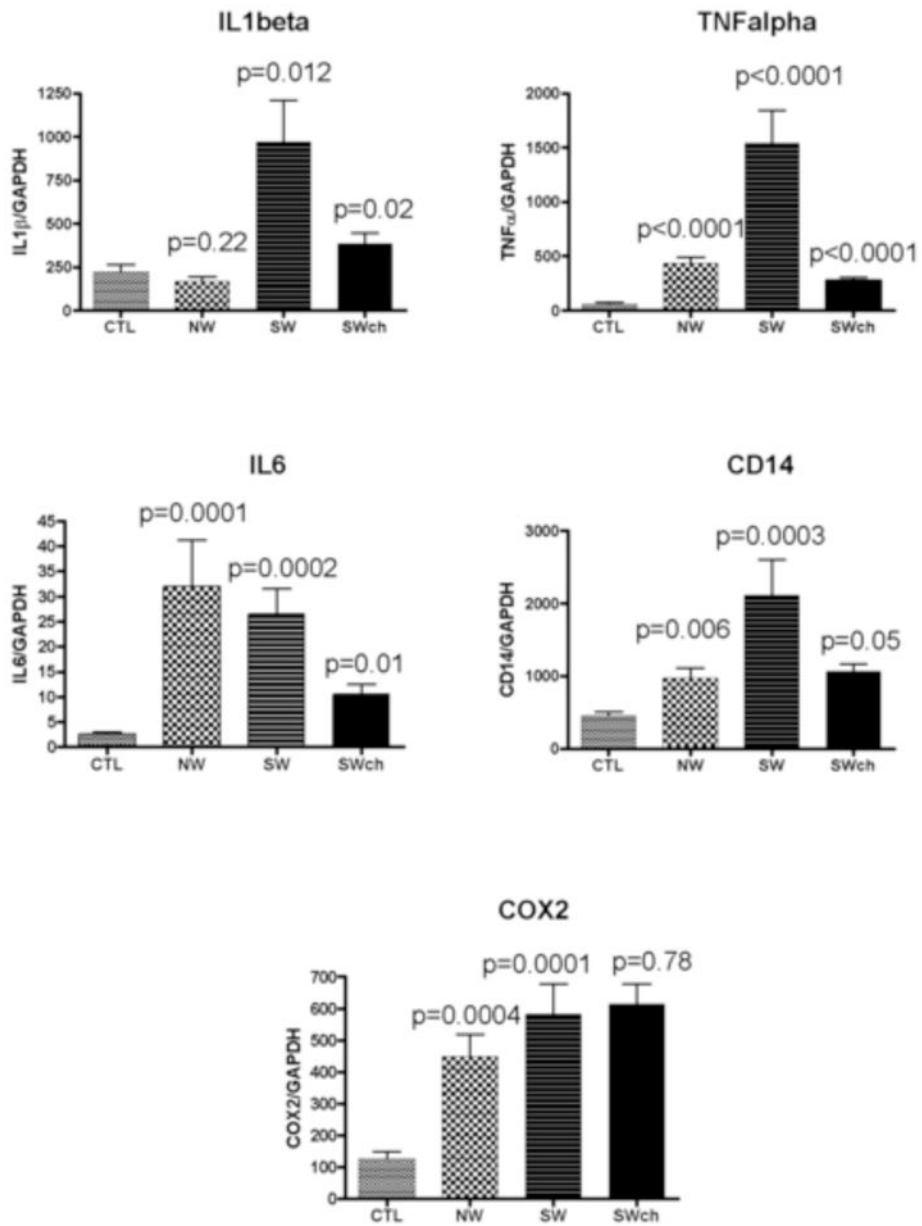 IL1beta
p=0.012
1250
1000
750
500
250
0
IL1β/GAPDH
p=0.22
p=0.02
CTL NW SW SWch
TNFalpha
p<0.0001
2000
1500
1000
500
0
TNFα/GAPDH
p<0.0001
p<0.0001
CTL NW SW SWch
IL6
p=0.0001
45
40
35
30
25
20
15
10
5
0
IL6/GAPDH
p=0.0002
p=0.01
CTL NW SW SWch
CD14
p=0.0003
3000
2000
1000
0
CD14/GAPDH
p=0.006
p=0.05
CTL NW SW SWch
COX2
p=0.0001
p=0.78
700
600
500
400
300
200
100
0
COX2/GAPDH
p=0.0004
CTL NW SW SWch